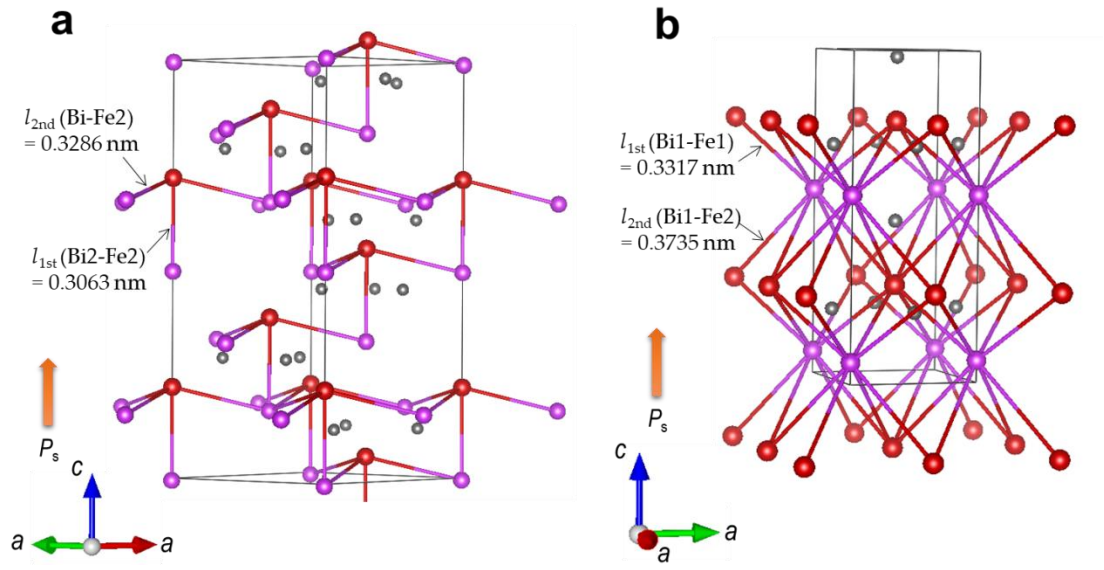 a
l2nd (Bi-Fe2)
= 0.3286 nm
l1st (Bi2-Fe2)
= 0.3063 nm
Ps
c
a
a
b
l1st (Bi1-Fe1)
= 0.3317 nm
l2nd (Bi1-Fe2)
= 0.3735 nm
Ps
c
a
a